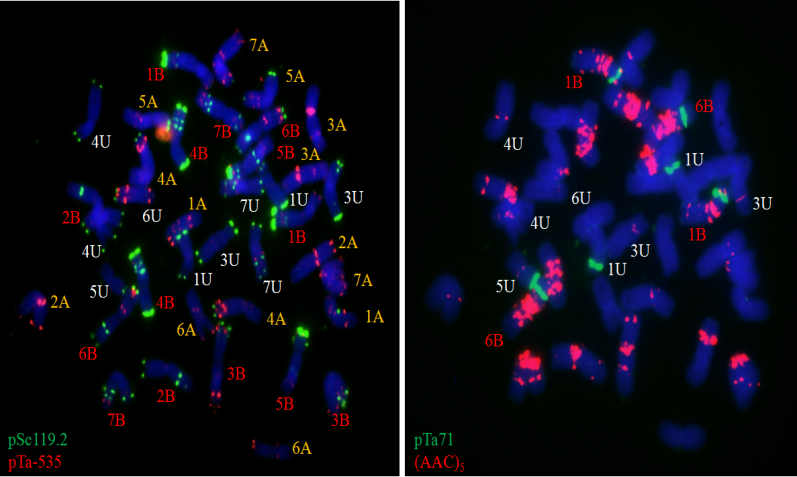 7A
1B
5A
5A
3A
6B
7B
4U
4B
5B
3A
4A
1U
3U
7U
6U
1A
2B
1B
4U
3U
2A
1U
7U
7A
5U
2A
4B
1A
4A
6A
6B
3B
2B
5B
7B
3B
6A
pSc119.2
pTa-535
1B
6B
4U
1U
6U
3U
4U
1B
3U
1U
5U
6B
pTa71
(AAC)5